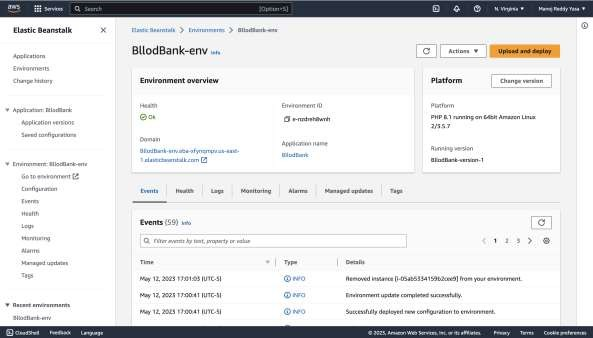 aws
Services
Search
[Option+S]
N. Virginia
Manoj Reddy Yasa
Elastic Beanstalk
Elastic Beanstalk
Environments
BllodBank-env
Applications
Environments
Change history
Application: BllodBank
Application versions
Saved configurations
Environment: BllodBank-env
Go to environment
Configuration
Events
Health
Logs
Monitoring
Alarms
Managed updates
Tags
Recent environments
BllodBank-env
BllodBank-env Info
Actions
Upload and deploy
Environment overview
Health
Ok
Domain
BllodBank-env.eba-xfynqmpv.us-east-
1.elasticbeanstalk.com
Environment ID
e-nzdreh8wnh
Application name
BllodBank
Platform
Change version
Platform
PHP 8.1 running on 64bit Amazon Linux
2/3.5.7
Running version
BllodBank-version-1
Events
Health
Logs
Monitoring
Alarms
Managed updates
Tags
Events (59) Info
Filter events by text, property or value
1 2 3
Time
Type
Details
May 12, 2023 17:01:03 (UTC-5)
INFO
Removed instance [i-05ab5334159b2cee9] from your environment.
May 12, 2023 17:00:41 (UTC-5)
INFO
Environment update completed successfully.
May 12, 2023 17:00:41 (UTC-5)
INFO
Successfully deployed new configuration to environment.
CloudShell
Feedback
Language
© 2023, Amazon Web Services, Inc. or its affiliates.
Privacy
Terms
Cookie preferences